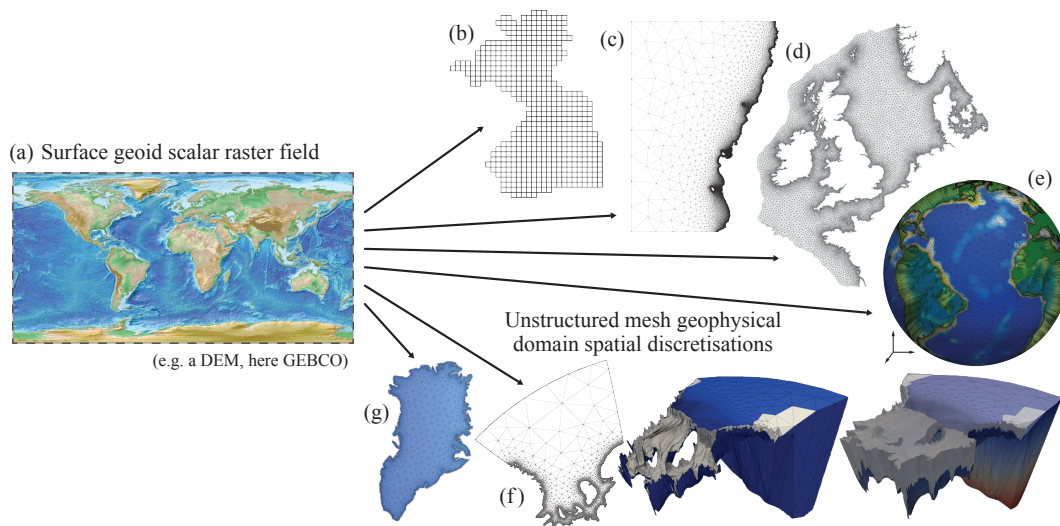 (a) Surface geoid scalar raster field
(e.g. a DEM, here GEBCO)
(b)
(c)
(d)
(e)
Unstructured mesh geophysical
domain spatial discretisations
(g)
(f)